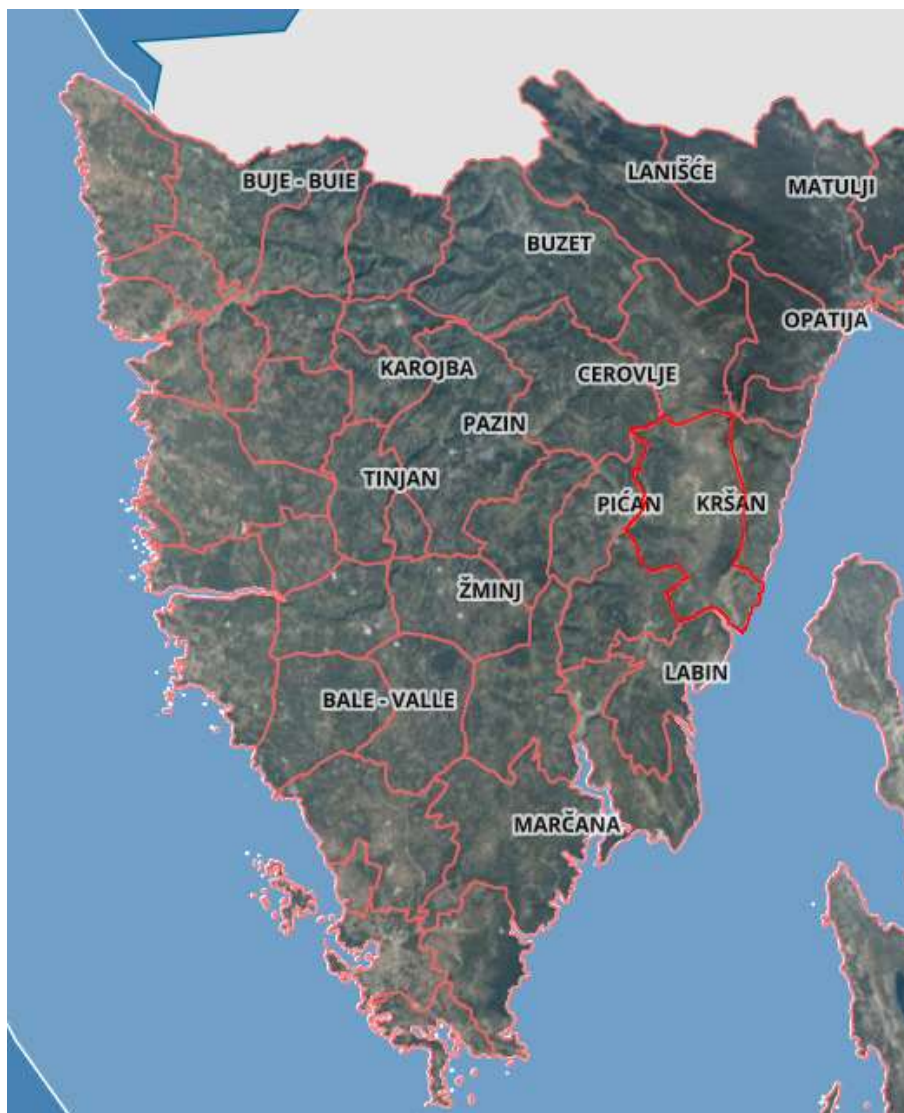 LANIŠĆE
BUJE - BUIE
MATULJI
BUZET
OPATIJA
KAROJBA
CEROVLJE
PAZIN
TINJAN
PIĆAN
KRŠAN
ŽMINJ
LABIN
BALE - VALLE
MARČANA